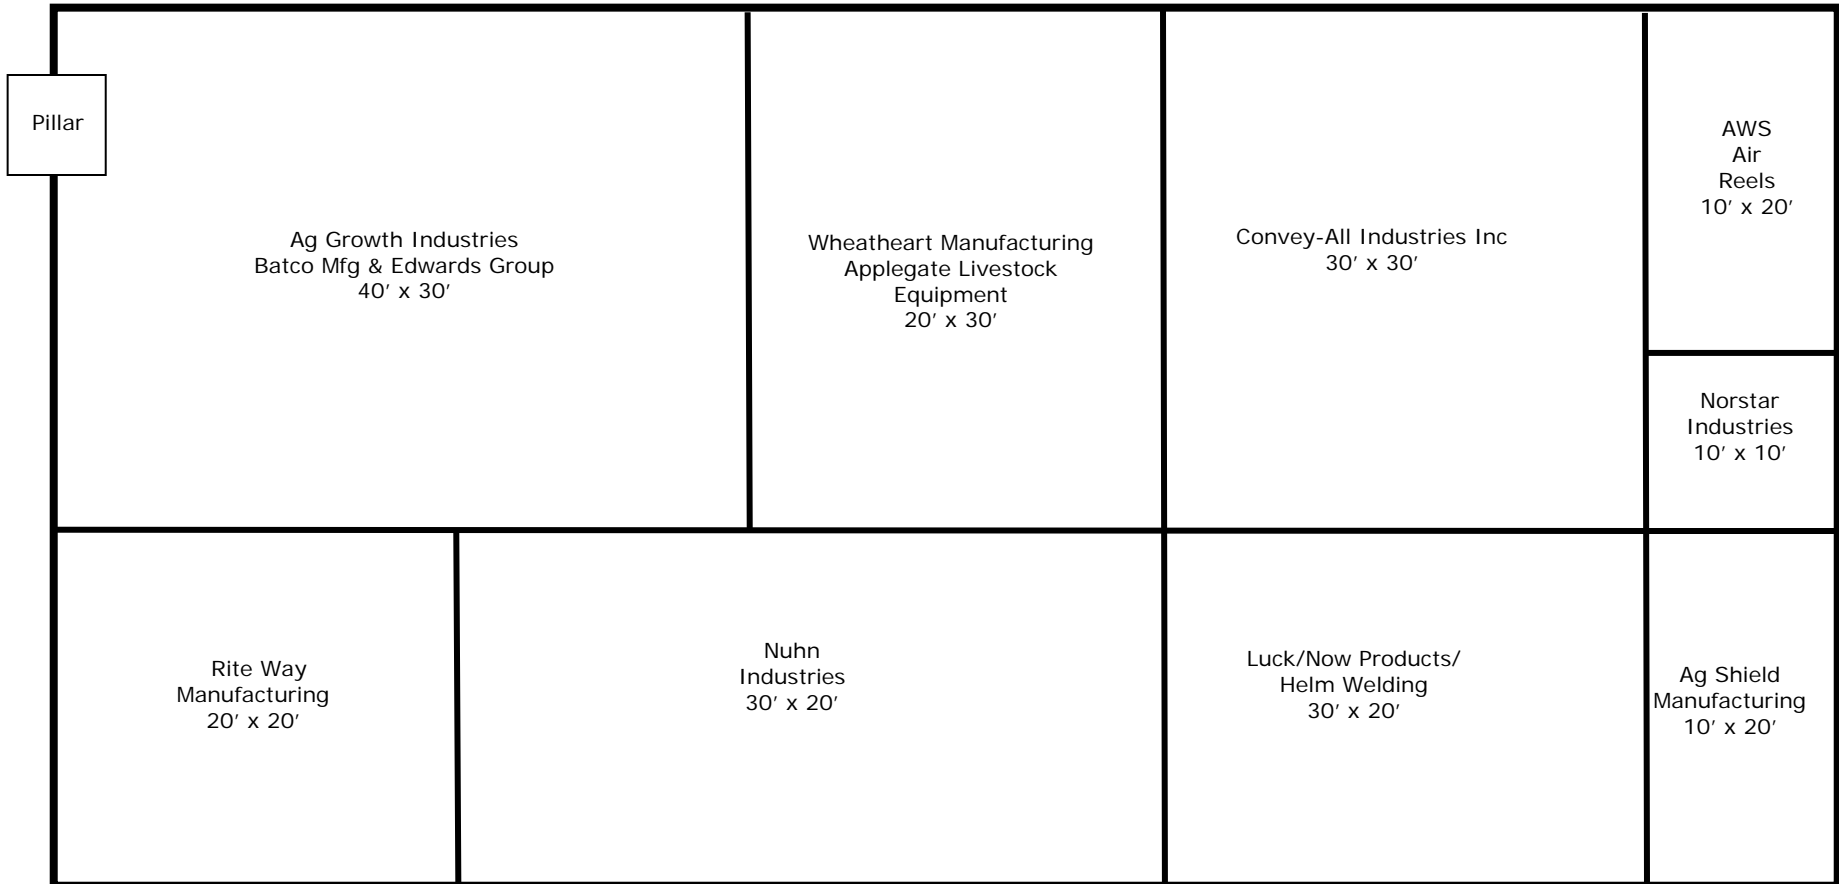 Pillar
Ag Growth Industries
Batco Mfg & Edwards Group
40’ x 30’
Wheatheart Manufacturing
Applegate Livestock
Equipment
20’ x 30’
Convey-All Industries Inc
30’ x 30’
AWS
Air
Reels
10’ x 20’
Norstar
Industries
10’ x 10’
Rite Way
Manufacturing
20’ x 20’
Nuhn
Industries
30’ x 20’
Luck/Now Products/
Helm Welding
30’ x 20’
Ag Shield
Manufacturing
10’ x 20’